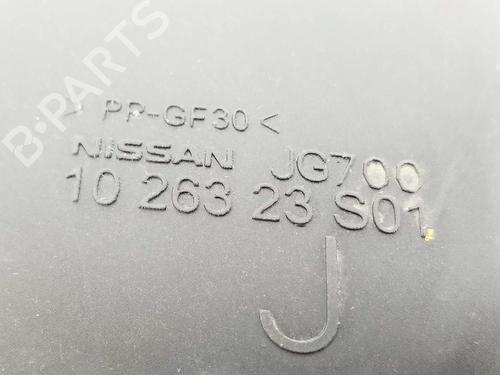 B-PARTS
> PP-GF30 <
NISSAN JG700
10 263 23 S01
J